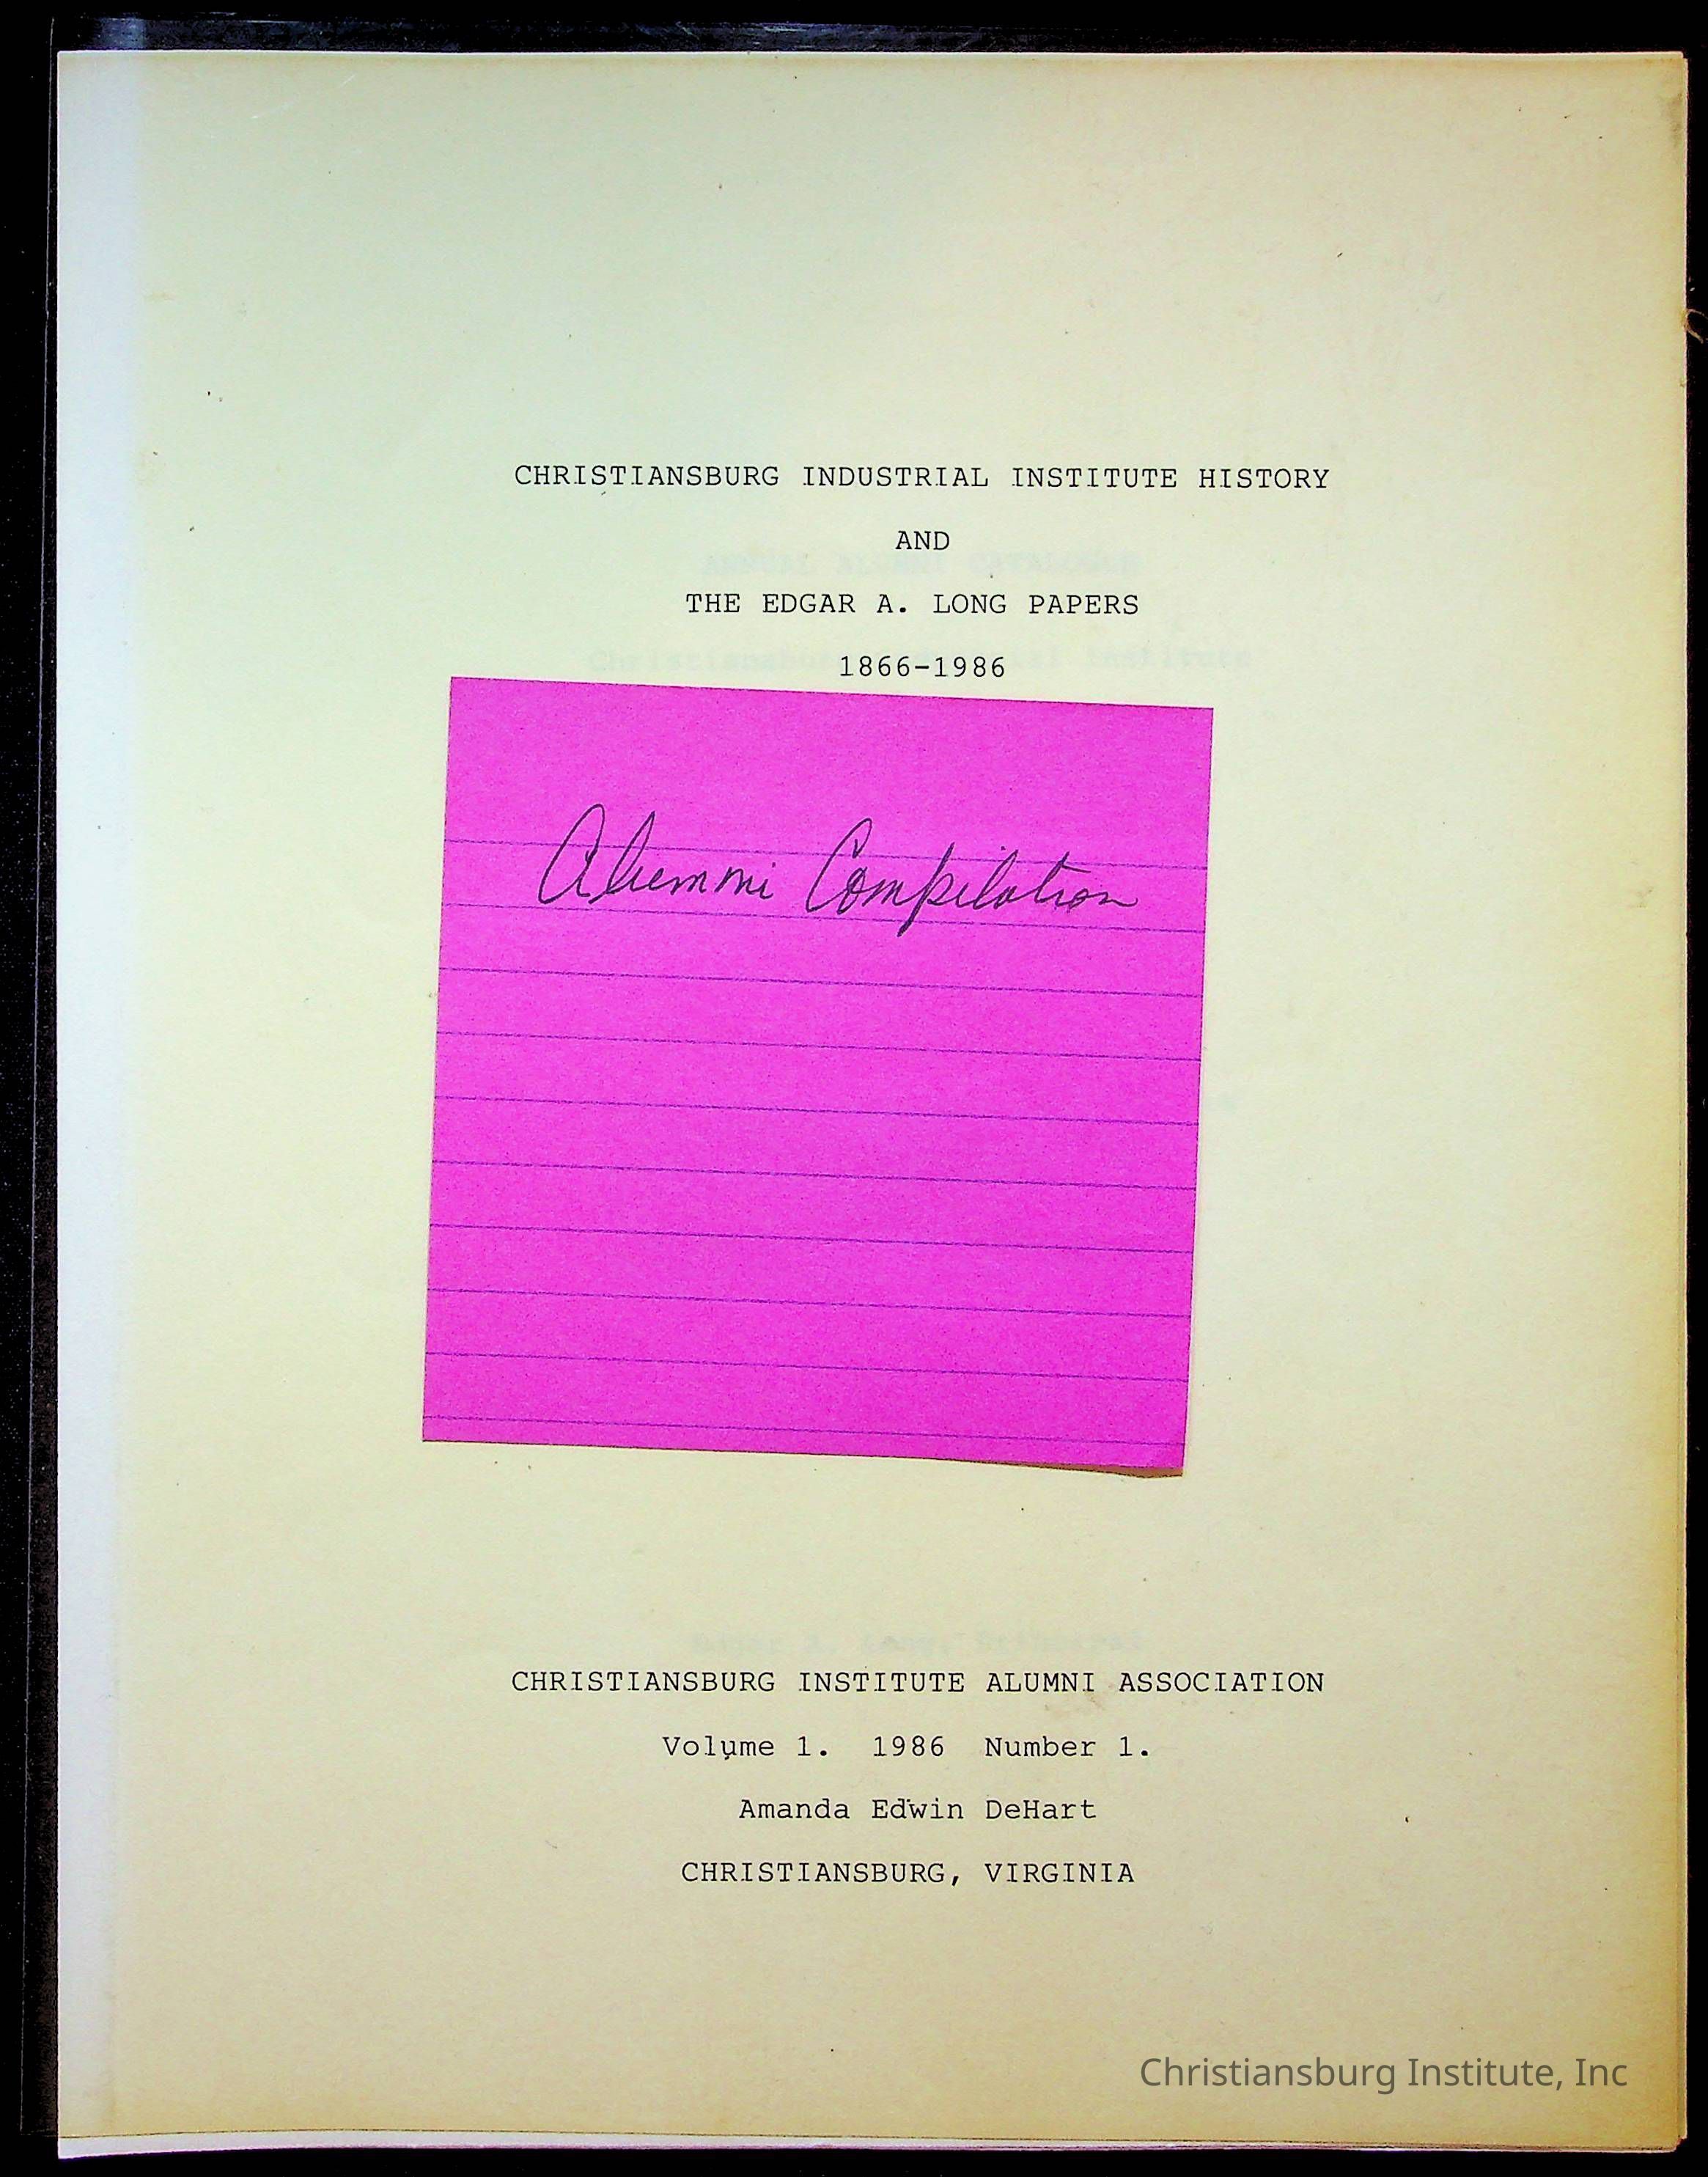 CHRISTIANSBURG INDUSTRIAL INSTITUTE HISTORY
AND
THE EDGAR A. LONG PAPERS
1866-1986
Alumni Compilation
CHRISTIANSBURG INSTITUTE ALUMNI ASSOCIATION
Volume 1. 1986 Number 1.
Amanda Edwin DeHart
CHRISTIANSBURG, VIRGINIA
Christiansburg Institute, Inc